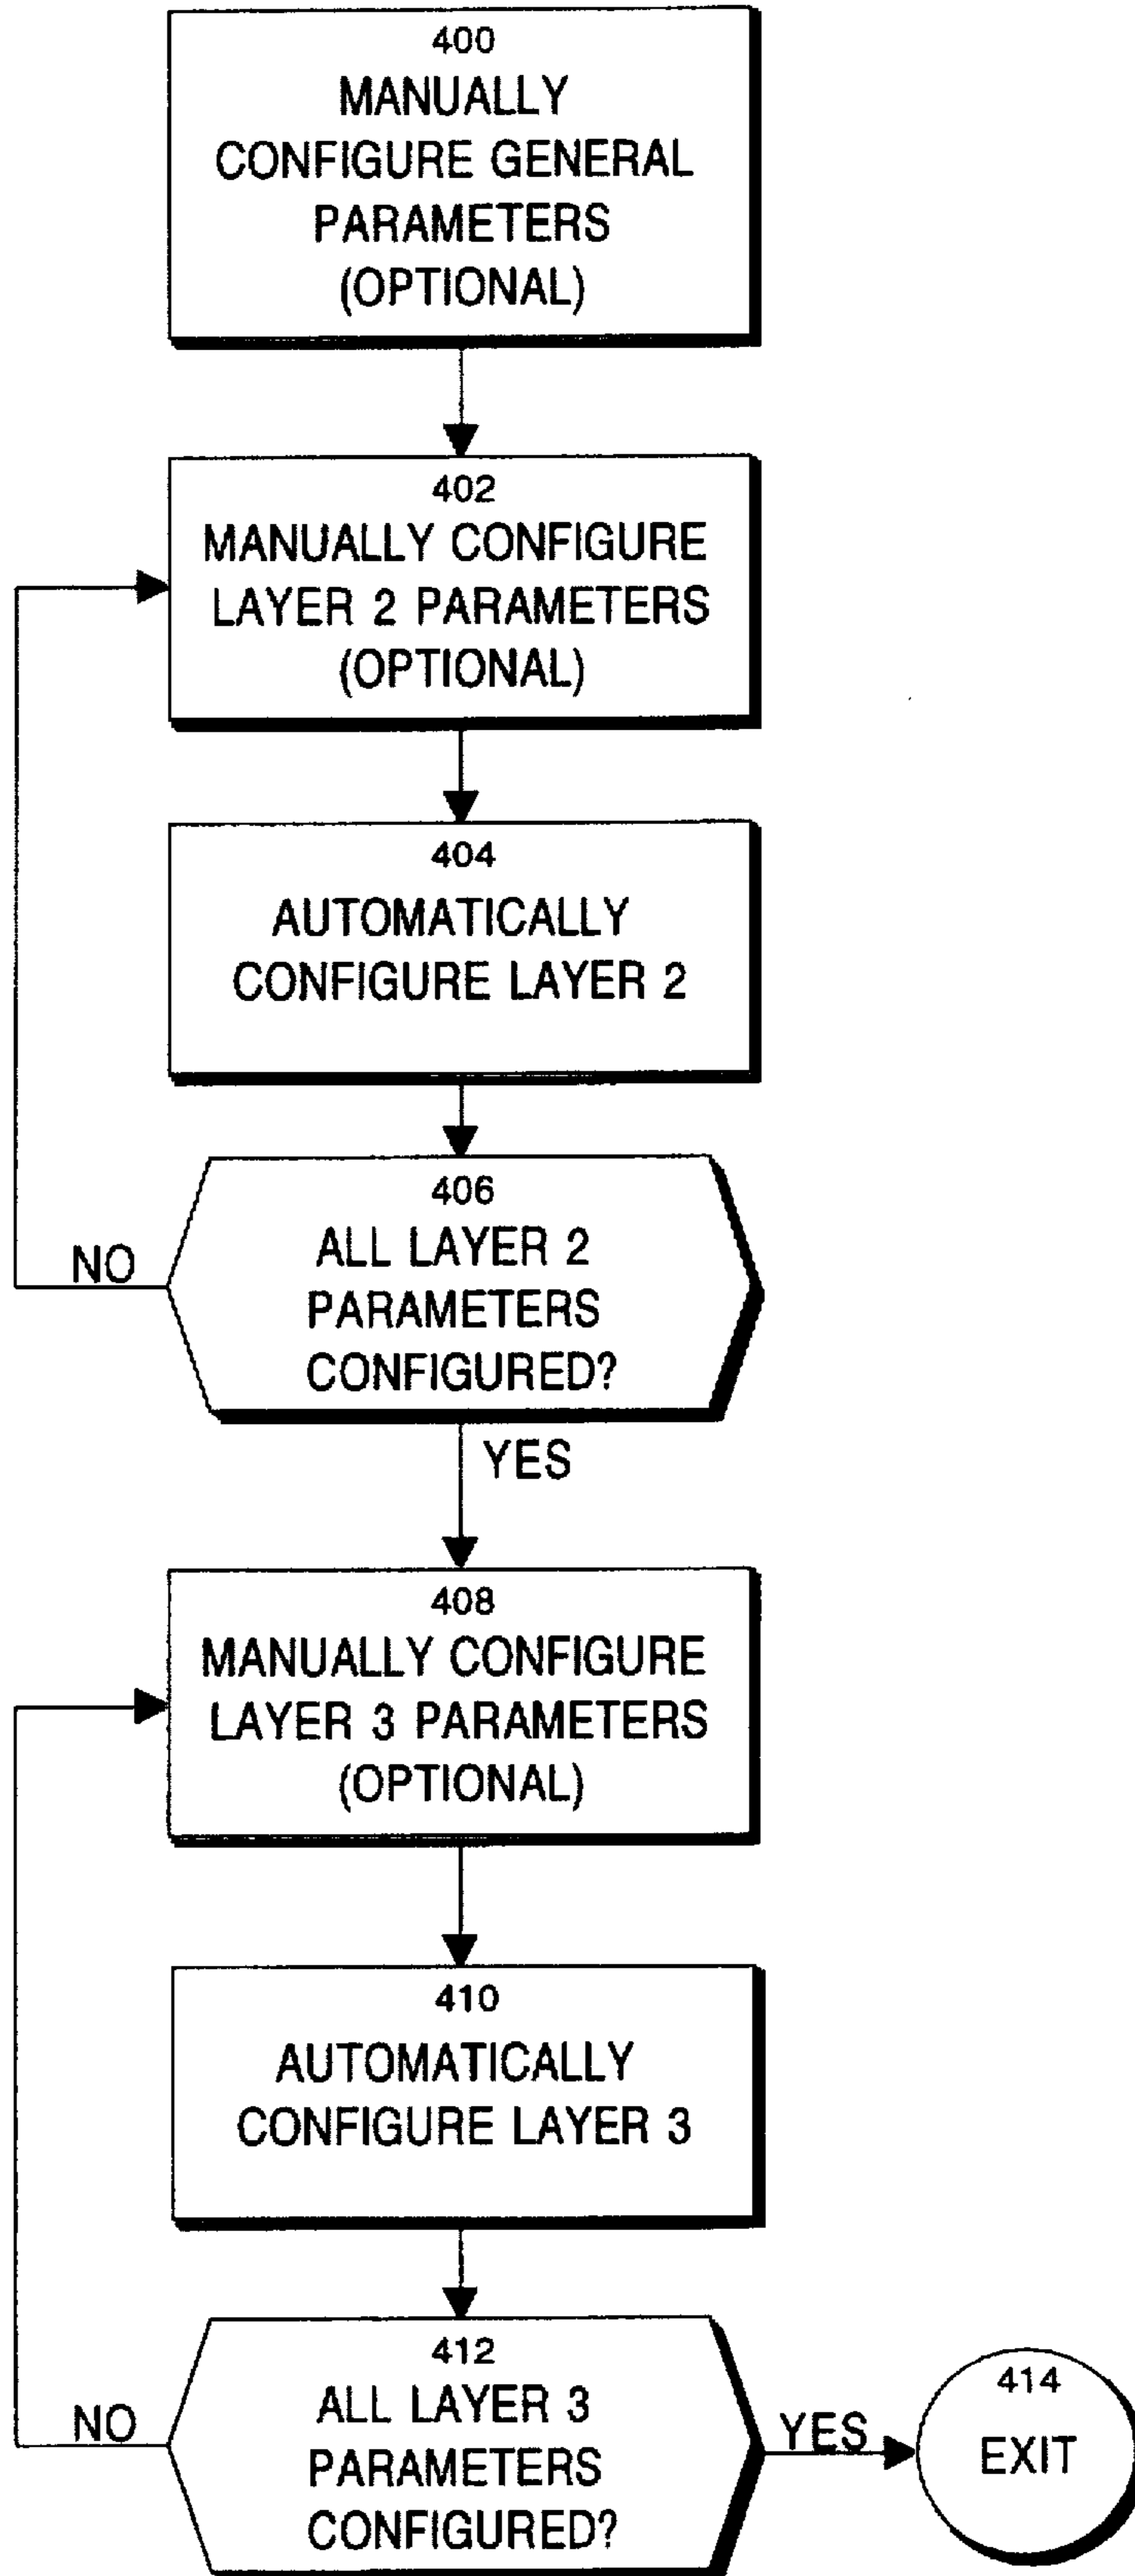 400
MANUALLY
CONFIGURE GENERAL
PARAMETERS
(OPTIONAL)
402
MANUALLY CONFIGURE
LAYER 2 PARAMETERS
(OPTIONAL)
404
AUTOMATICALLY
CONFIGURE LAYER 2
406
ALL LAYER 2
PARAMETERS
CONFIGURED?
NO
YES
408
MANUALLY CONFIGURE
LAYER 3 PARAMETERS
(OPTIONAL)
410
AUTOMATICALLY
CONFIGURE LAYER 3
412
ALL LAYER 3
PARAMETERS
CONFIGURED?
NO
YES
414
EXIT